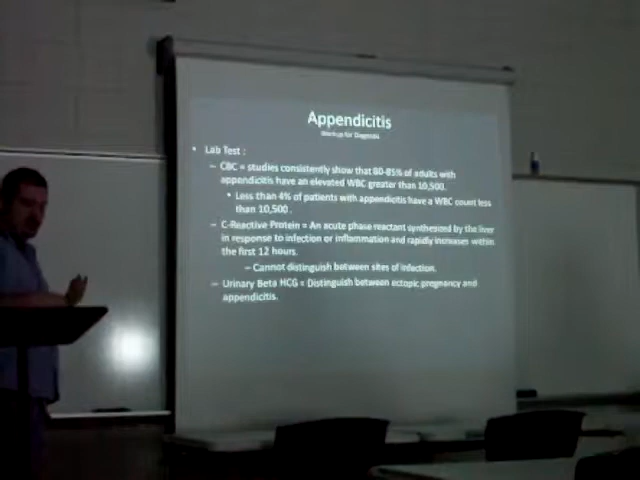 Appendicitis
Workup for Diagnosis
• Lab Test :
– CBC = studies consistently show that 80-85% of adults with
appendicitis have an elevated WBC greater than 10,500.
• Less than 4% of patients with appendicitis have a WBC count less
than 10,500 .
– C-Reactive Protein = An acute phase reactant synthesized by the liver
in response to infection or inflammation and rapidly increases within
the first 12 hours.
– Cannot distinguish between sites of infection.
– Urinary Beta HCG = Distinguish between ectopic pregnancy and
appendicitis.